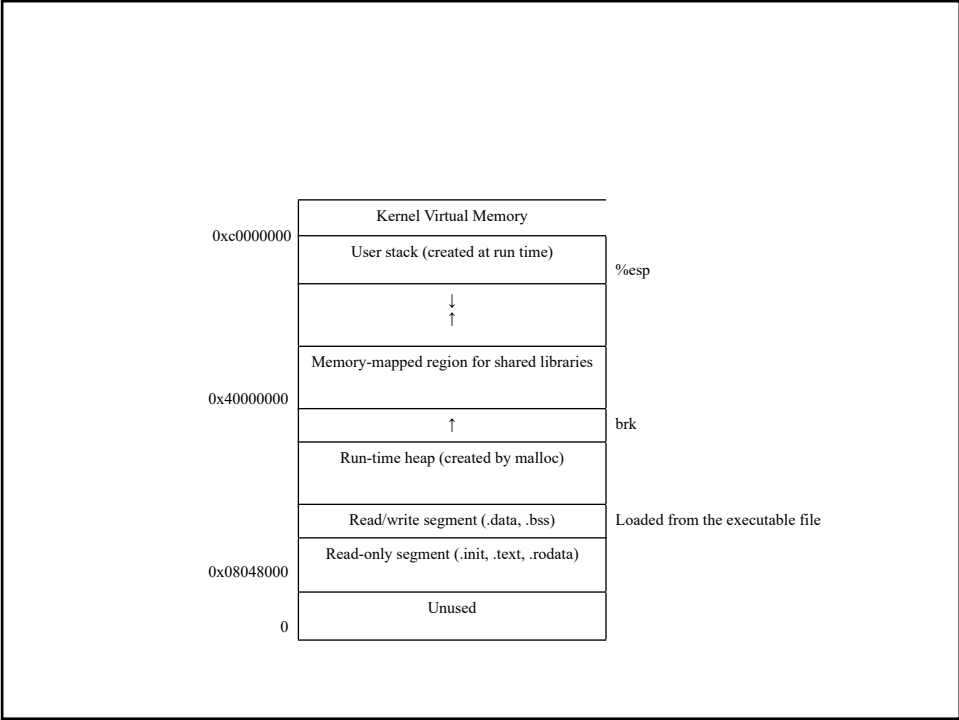 Kernel Virtual Memory
0xc0000000
User stack (created at run time)
%esp
↓
↑
Memory-mapped region for shared libraries
0x40000000
↑
brk
Run-time heap (created by malloc)
Read/write segment (.data, .bss)
Loaded from the executable file
Read-only segment (.init, .text, .rodata)
0x08048000
Unused
0